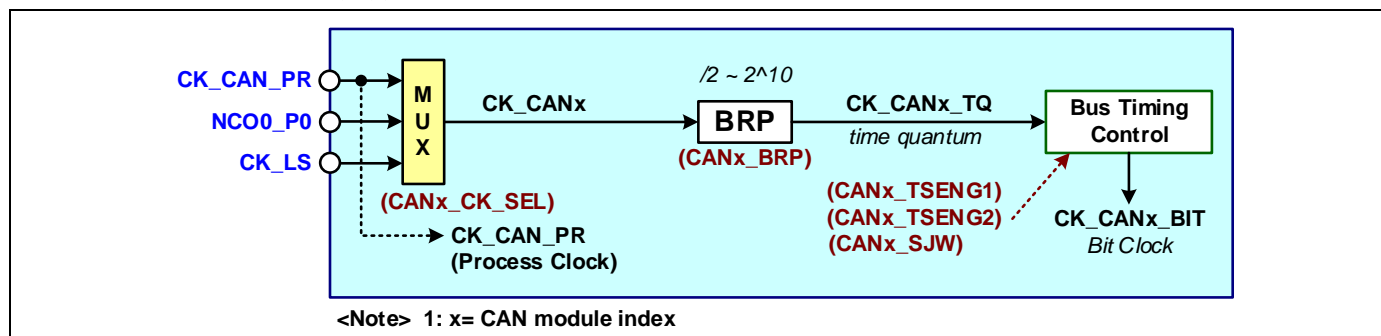 CK_CAN_PR
NCO0_P0
CK_LS
M
U
X
(CANx_CK_SEL)
CK_CAN_PR
(Process Clock)
CK_CANx
/2 ~ 2^10
BRP
(CANx_BRP)
CK_CANx_TQ
time quantum
(CANx_TSENG1)
(CANx_TSENG2)
(CANx_SJW)
Bus Timing
Control
CK_CANx_BIT
Bit Clock
<Note> 1: x= CAN module index